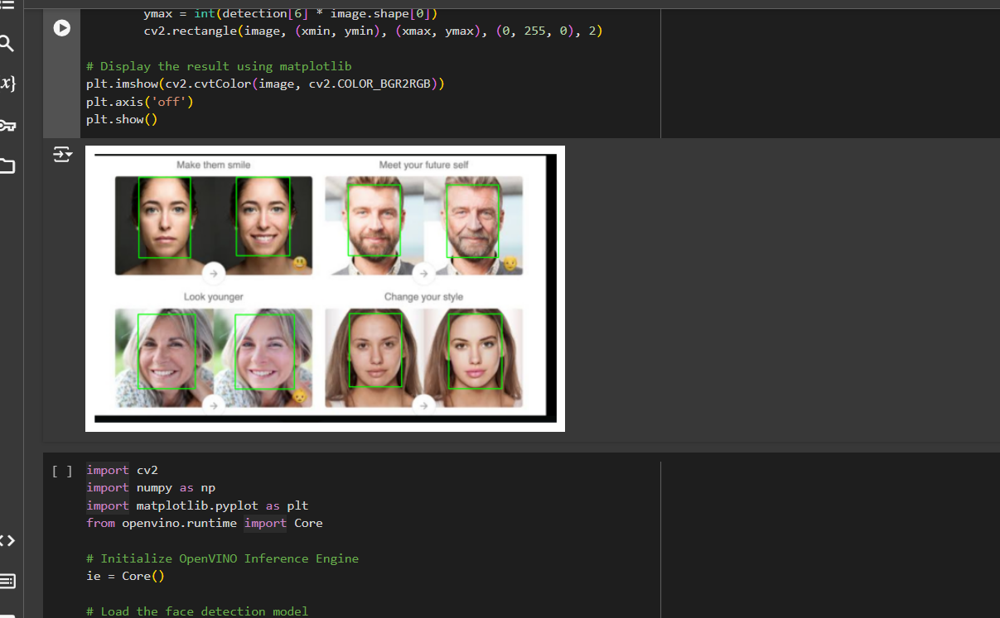 ymax = int(detection[6] * image.shape[0])
cv2.rectangle(image, (xmin, ymin), (xmax, ymax), (0, 255, 0), 2)
# Display the result using matplotlib
plt.imshow(cv2.cvtColor(image, cv2.COLOR_BGR2RGB))
plt.axis('off')
plt.show()
{x}
Make them smile
Meet your future self
Look younger
Change your style
[ ]
import cv2
import numpy as np
import matplotlib.pyplot as plt
from openvino.runtime import Core
# Initialize OpenVINO Inference Engine
ie = Core()
# Load the face detection model